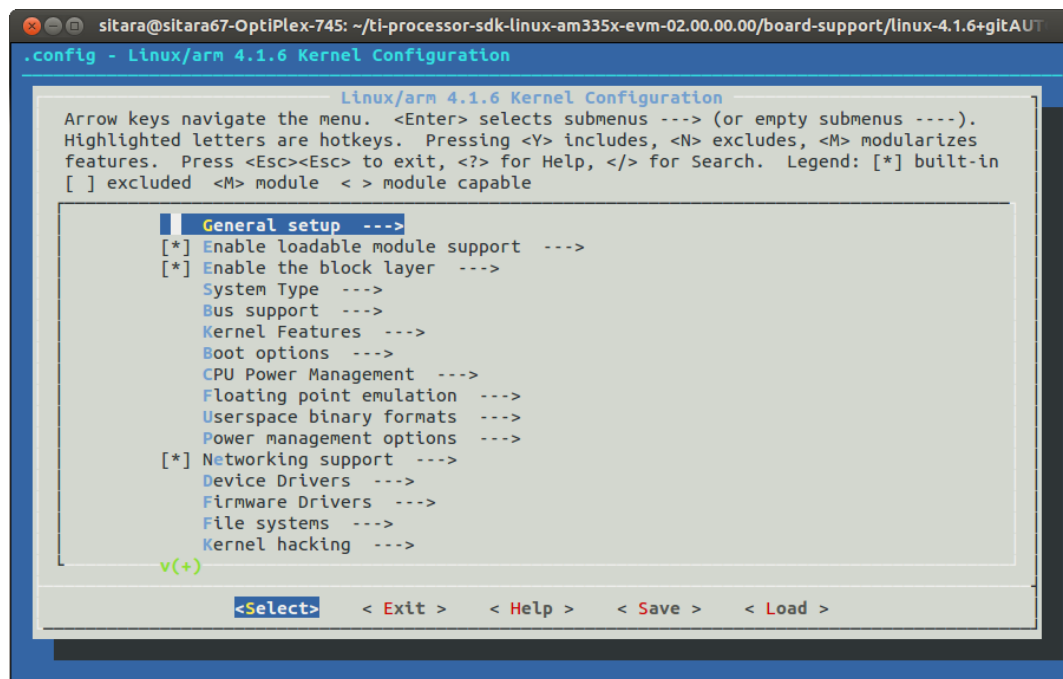 sitara@sitara67-OptiPlex-745: ~/ti-processor-sdk-linux-am335x-evm-02.00.00.00/board-support/linux-4.1.6+gitAUT
.config - Linux/arm 4.1.6 Kernel Configuration
Linux/arm 4.1.6 Kernel Configuration
Arrow keys navigate the menu. <Enter> selects submenus ---> (or empty submenus ----).
Highlighted letters are hotkeys. Pressing <Y> includes, <N> excludes, <M> modularizes
features. Press <Esc><Esc> to exit, <?> for Help, </> for Search. Legend: [*] built-in
[ ] excluded <M> module < > module capable
General setup --->
[*] Enable loadable module support --->
[*] Enable the block layer --->
System Type --->
Bus support --->
Kernel Features --->
Boot options --->
CPU Power Management --->
Floating point emulation --->
Userspace binary formats --->
Power management options --->
[*] Networking support --->
Device Drivers --->
Firmware Drivers --->
File systems --->
Kernel hacking --->
v(+)
<Select> < Exit > < Help > < Save > < Load >